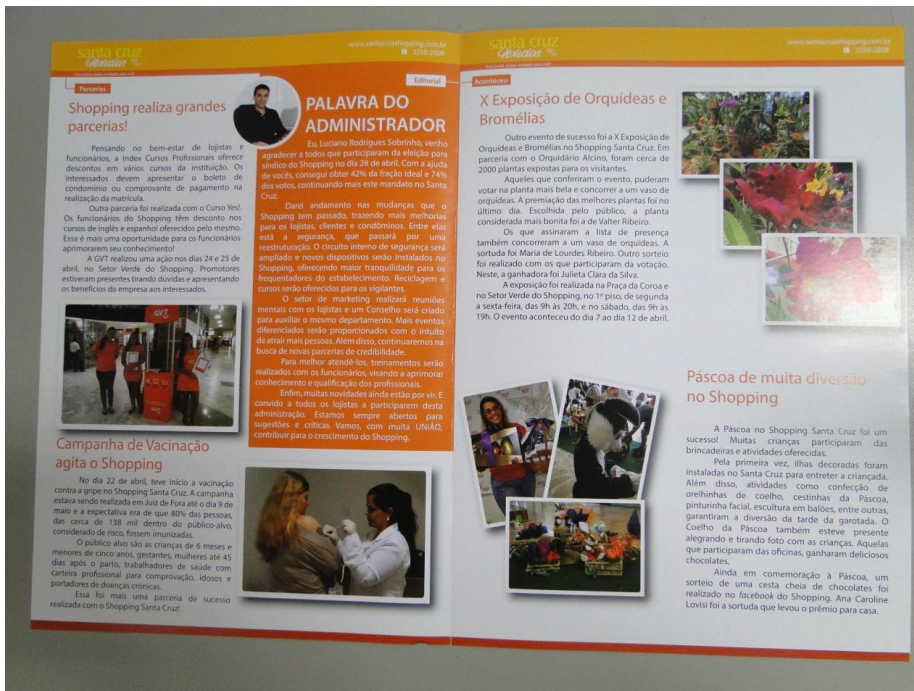 santa cruz
Notícias
www.santacruzshopping.com.br
3250-2808
Parcerias
Shopping realiza grandes
parcerias!
Pensando no bem-estar de lojistas e
funcionários, a Index Cursos Profissionais oferece
descontos em vários cursos da instituição. Os
interessados devem apresentar o boleto de
condomínio ou comprovante de pagamento na
realização da matrícula.
Outra parceria foi realizada com o Curso Yes!.
Os funcionários do Shopping têm desconto nos
cursos de inglês e espanhol oferecidos pelo mesmo.
Essa é mais uma oportunidade para os funcionários
aprimorarem seu conhecimento!
A GVT realizou uma ação nos dias 24 e 25 de
abril, no Setor Verde do Shopping. Promotores
estiveram presentes tirando dúvidas e apresentando
os benefícios da empresa aos interessados.
Campanha de Vacinação
agita o Shopping
No dia 22 de abril, teve início a vacinação
contra a gripe no Shopping Santa Cruz. A campanha
estava sendo realizada em Juiz de Fora até o dia 9 de
maio e a expectativa era de que 80% das pessoas,
das cerca de 138 mil dentro do público-alvo,
considerado de risco, fossem imunizadas.
O público alvo são as crianças de 6 meses e
menores de cinco anos, gestantes, mulheres até 45
dias após o parto, trabalhadores de saúde com
carteira profissional para comprovação, idosos e
portadores de doenças crônicas.
Essa foi mais uma parceria de sucesso
realizada com o Shopping Santa Cruz!
Editorial
PALAVRA DO
ADMINISTRADOR
Eu, Luciano Rodrigues Sobrinho, venho
agradecer a todos que participaram da eleição para
síndico do Shopping no dia 28 de abril. Com a ajuda
de vocês, consegui obter 42% da fração ideal e 74%
dos votos, continuando mais este mandato no Santa
Cruz.
Darei andamento nas mudanças que o
Shopping tem passado, trazendo mais melhorias
para os lojistas, clientes e condôminos. Entre elas
está a segurança, que passará por uma
reestruturação. O circuito interno de segurança será
ampliado e novos dispositivos serão instalados no
Shopping, oferecendo maior tranquilidade para os
frequentadores do estabelecimento. Reciclagem e
cursos serão oferecidos para os vigilantes.
O setor de marketing realizará reuniões
mensais com os lojistas e um Conselho será criado
para auxiliar o mesmo departamento. Mais eventos
diferenciados serão proporcionados com o intuito
de atrair mais pessoas. Além disso, continuaremos na
busca de novas parcerias de credibilidade.
Para melhor atendê-los, treinamentos serão
realizados com os funcionários, visando a aprimorar
conhecimento e qualificação dos profissionais.
Enfim, muitas novidades ainda estão por vir. E
convido a todos os lojistas a participarem desta
administração. Estamos sempre abertos para
sugestões e críticas. Vamos, com muita UNIÃO,
contribuir para o crescimento do Shopping.
santa cruz
Notícias
www.santacruzshopping.com.br
3250-2808
Aconteceu
X Exposição de Orquídeas e
Bromélias
Outro evento de sucesso foi a X Exposição de
Orquídeas e Bromélias no Shopping Santa Cruz. Em
parceria com o Orquidário Alcino, foram cerca de
2000 plantas expostas para os visitantes.
Aqueles que conferiram o evento, puderam
votar na planta mais bela e concorrer a um vaso de
orquídeas. A premiação das melhores plantas foi no
último dia. Escolhida pelo público, a planta
considerada mais bonita foi a de Valter Ribeiro.
Os que assinaram a lista de presença
também concorreram a um vaso de orquídeas. A
sortuda foi Maria de Lourdes Ribeiro. Outro sorteio
foi realizado com os que participaram da votação.
Neste, a ganhadora foi Julieta Clara da Silva.
A exposição foi realizada na Praça da Coroa e
no Setor Verde do Shopping, no 1º piso, de segunda
a sexta-feira, das 9h às 20h, e no sábado, das 9h às
19h. O evento aconteceu do dia 7 ao dia 12 de abril.
Páscoa de muita diversão
no Shopping
A Páscoa no Shopping Santa Cruz foi um
sucesso! Muitas crianças participaram das
brincadeiras e atividades oferecidas.
Pela primeira vez, ilhas decoradas foram
instaladas no Santa Cruz para entreter a criançada.
Além disso, atividades como confecção de
orelhinhas de coelho, cestinhas da Páscoa,
pinturinha facial, escultura em balões, entre outras,
garantiram a diversão da tarde da garotada. O
Coelho da Páscoa também esteve presente
alegrando e tirando foto com as crianças. Aquelas
que participaram das oficinas, ganharam deliciosos
chocolates.
Ainda em comemoração à Páscoa, um
sorteio de uma cesta cheia de chocolates foi
realizado no facebook do Shopping. Ana Caroline
Lovisi foi a sortuda que levou o prêmio para casa.